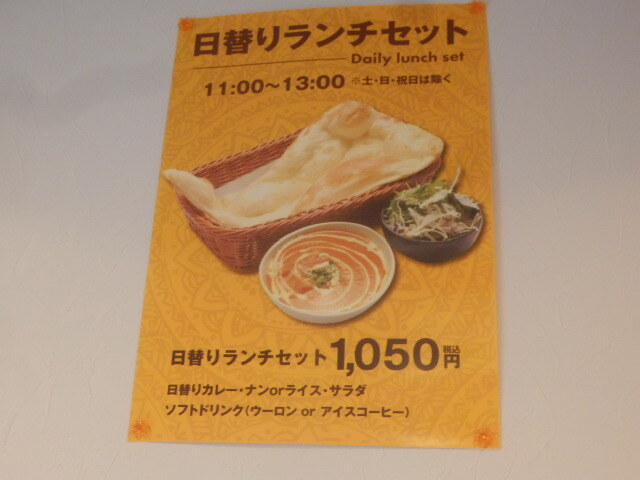 日替りランチセット
Daily lunch set
11:00〜13:00 ※土・日・祝日は除く
日替りランチセット 1,050円 税込
日替りカレー・ナンorライス・サラダ
ソフトドリンク(ウーロン or アイスコーヒー)